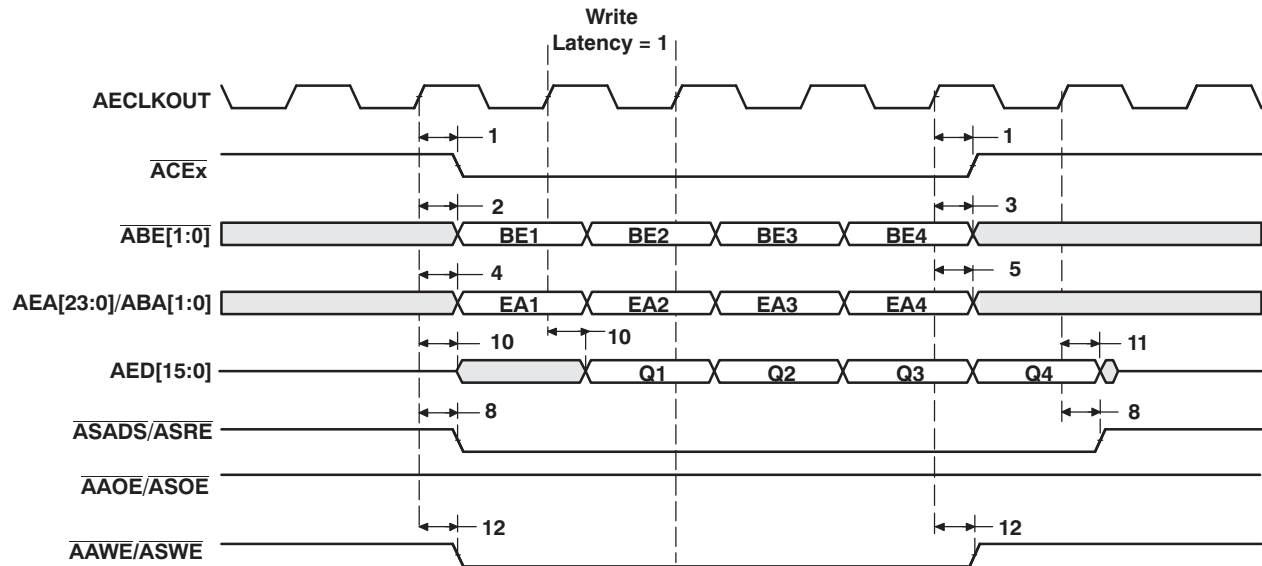 Write
Latency = 1
AECLKOUT
1 1
ACEx
2 3
ABE[1:0] BE1 BE2 BE3 BE4
4 5
AEA[23:0]/ABA[1:0] EA1 EA2 EA3 EA4
10 10 11
AED[15:0] Q1 Q2 Q3 Q4
8 8
ASADS/ASRE
AAOE/ASOE
12 12
AAWE/ASWE